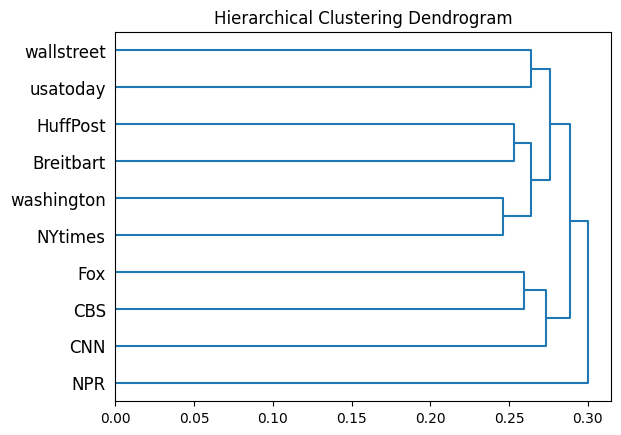 Hierarchical Clustering Dendrogram
wallstreet
usatoday
HuffPost
Breitbart
washington
NYtimes
Fox
CBS
CNN
NPR
0.00 0.05 0.10 0.15 0.20 0.25 0.30